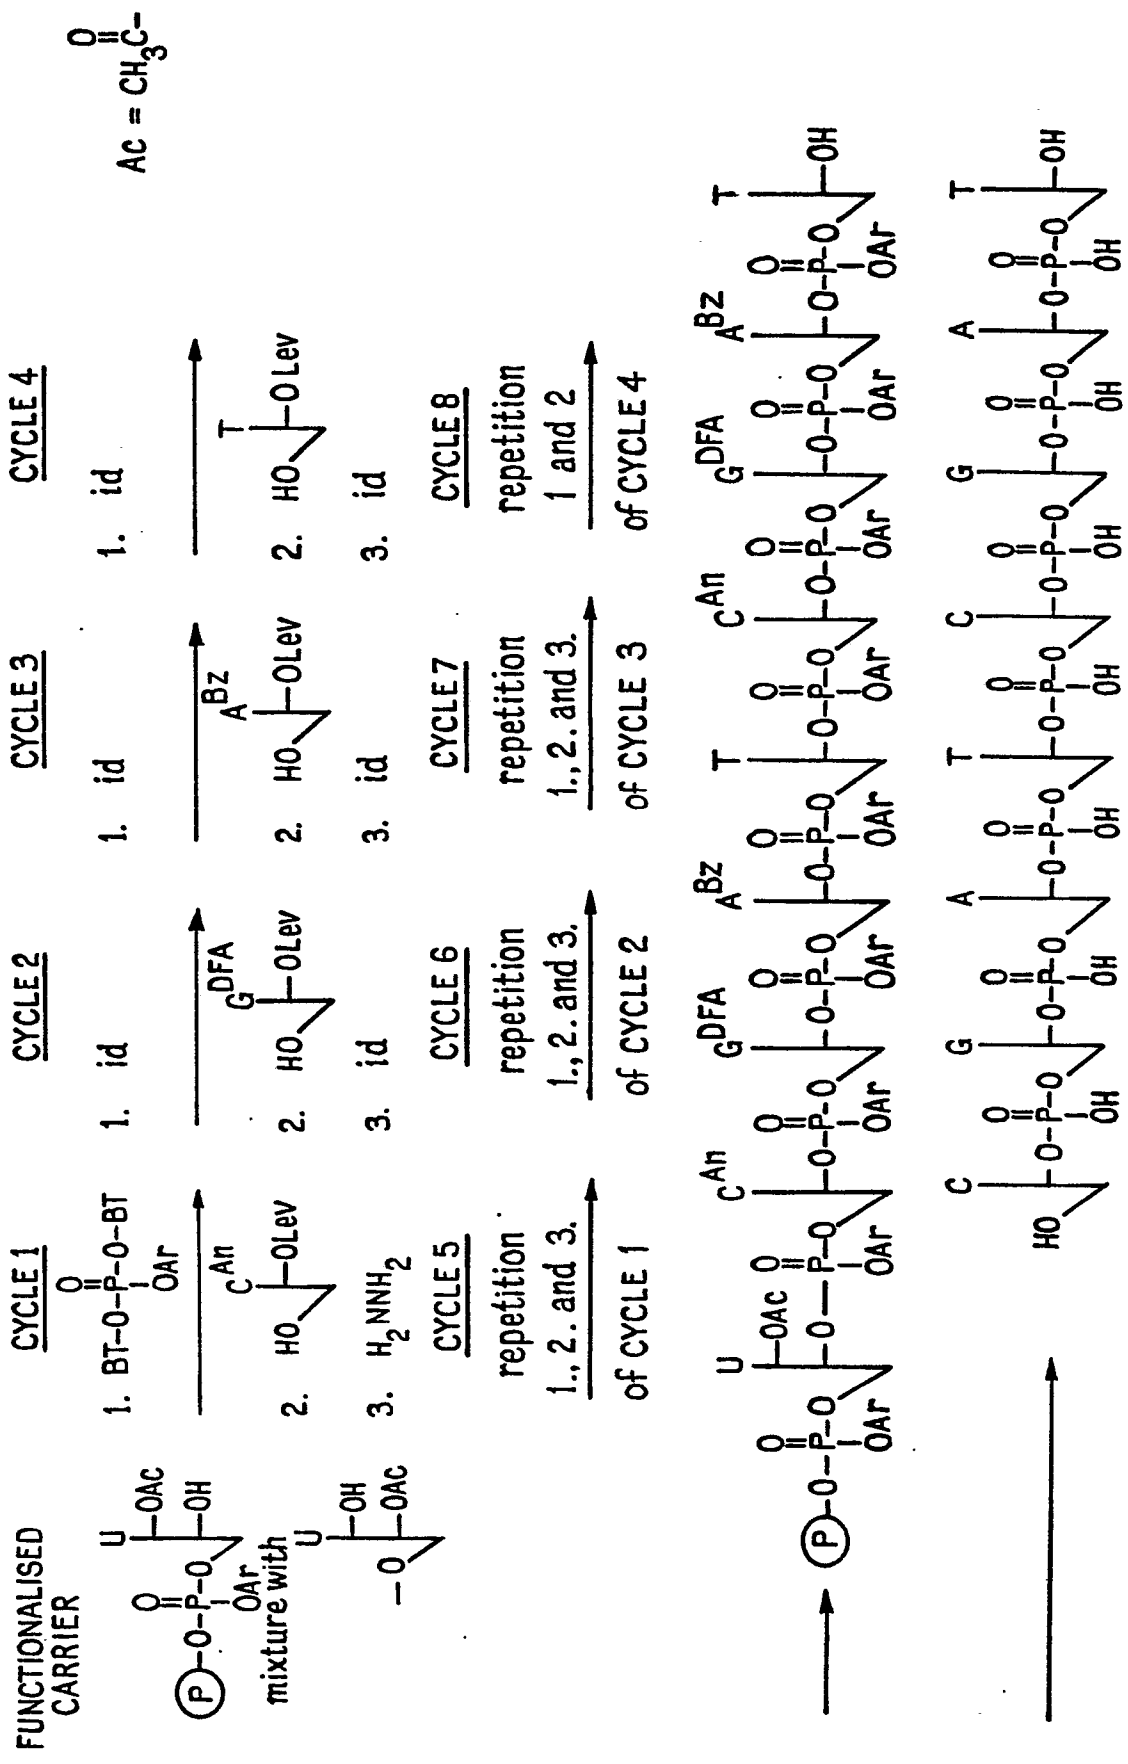 FUNCTIONALISED
CARRIER
U
OAC
OH
P
O
P
O
O
OAr
mixture with
U
OH
OAC
O
CYCLE 1
1. BT-O-P-O-BT
O
OAr
2. HO
C^An
OLev
3. H2NNH2
CYCLE 2
1. id
2. HO
G^DFA
OLev
3. id
CYCLE 3
1. id
2. HO
A^Bz
OLev
3. id
CYCLE 4
1. id
2. HO
T
OLev
3. id
Ac = CH3C-
O
CYCLE 5
repetition
1., 2. and 3.
of CYCLE 1
CYCLE 6
repetition
1., 2. and 3.
of CYCLE 2
CYCLE 7
repetition
1., 2. and 3.
of CYCLE 3
CYCLE 8
repetition
1 and 2
of CYCLE 4
U C^An G^DFA A^Bz T C^An G^DFA A^Bz T
OAC
O O O O O O O O O
P -O-P-O -O-P-O -O-P-O -O-P-O -O-P-O -O-P-O -O-P-O -O-P-O -O-P-O -OH
OAr OAr OAr OAr OAr OAr OAr OAr OAr
C G A T C G A T
O O O O O O O
HO -O-P-O -O-P-O -O-P-O -O-P-O -O-P-O -O-P-O -O-P-O -OH
OH OH OH OH OH OH OH